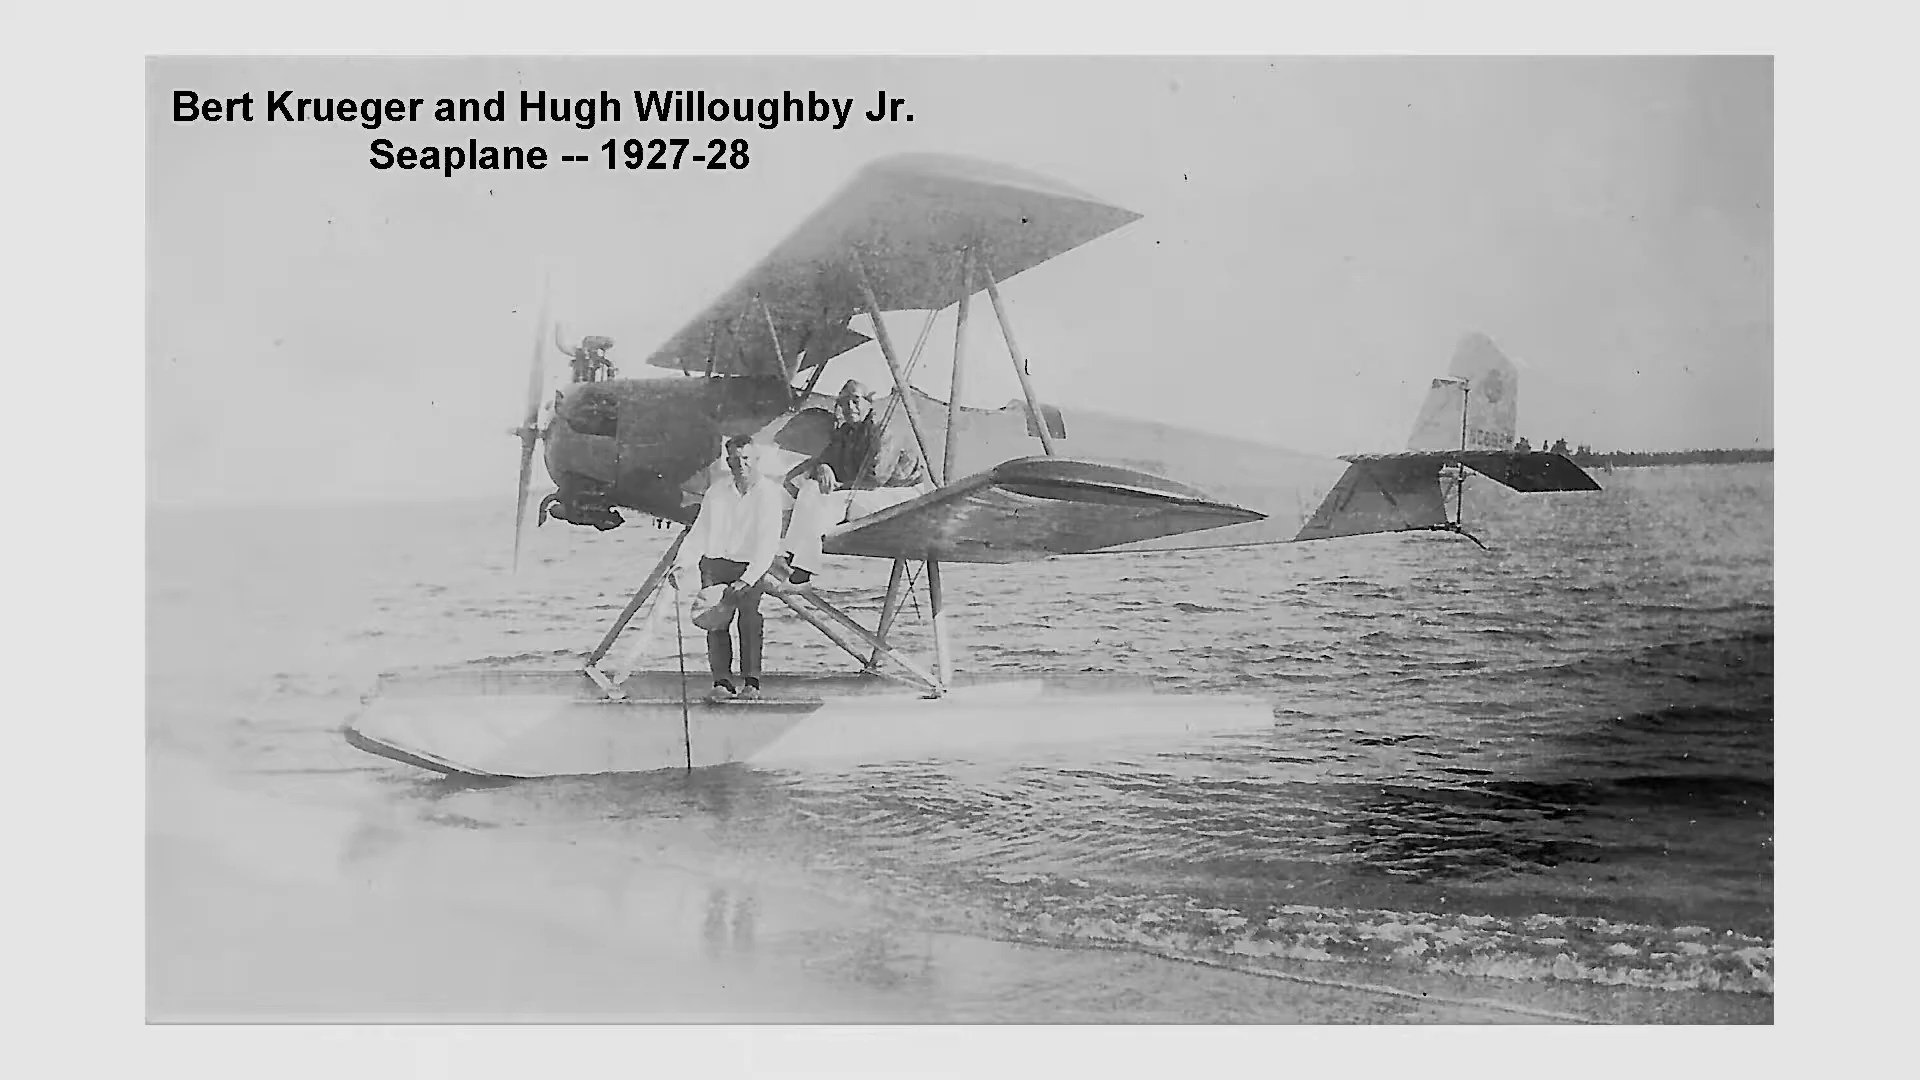 Bert Krueger and Hugh Willoughby Jr.
Seaplane -- 1927-28